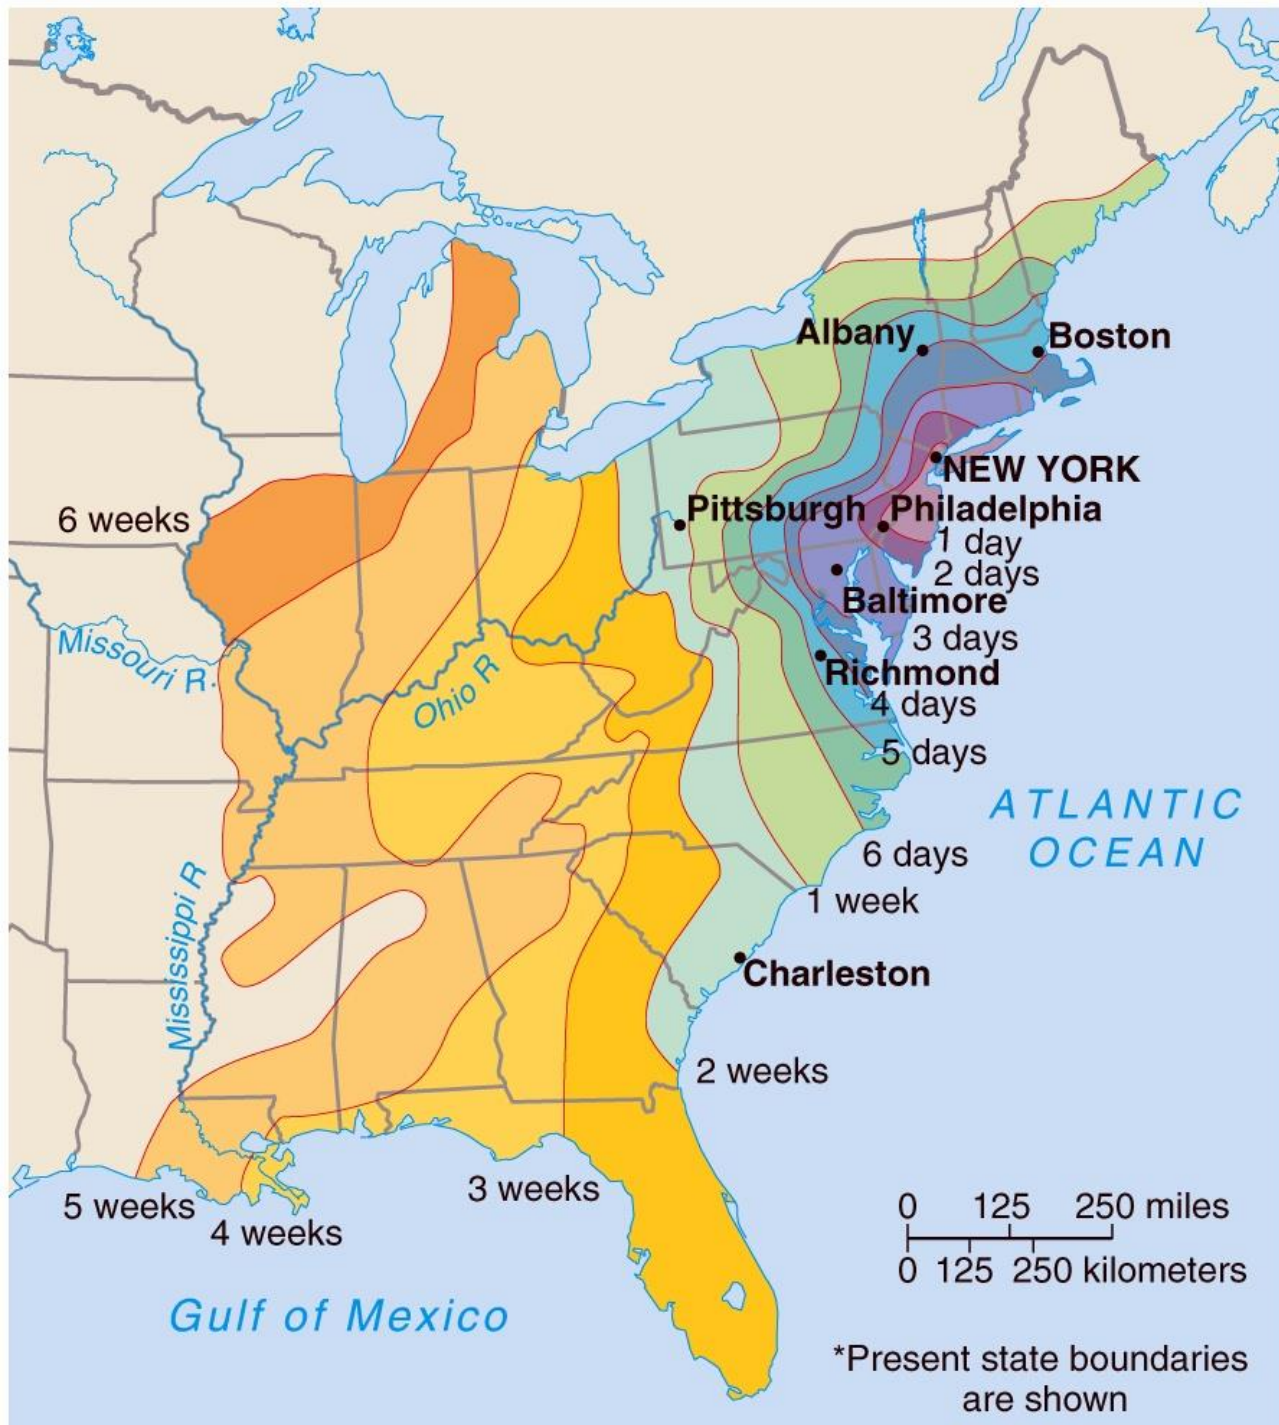 Albany
Boston
NEW YORK
6 weeks
Pittsburgh
Philadelphia
1 day
2 days
Baltimore
3 days
Missouri R.
Ohio R
Richmond
4 days
5 days
ATLANTIC
OCEAN
6 days
1 week
Mississippi R
Charleston
2 weeks
3 weeks
5 weeks
4 weeks
0 125 250 miles
0 125 250 kilometers
Gulf of Mexico
*Present state boundaries
are shown